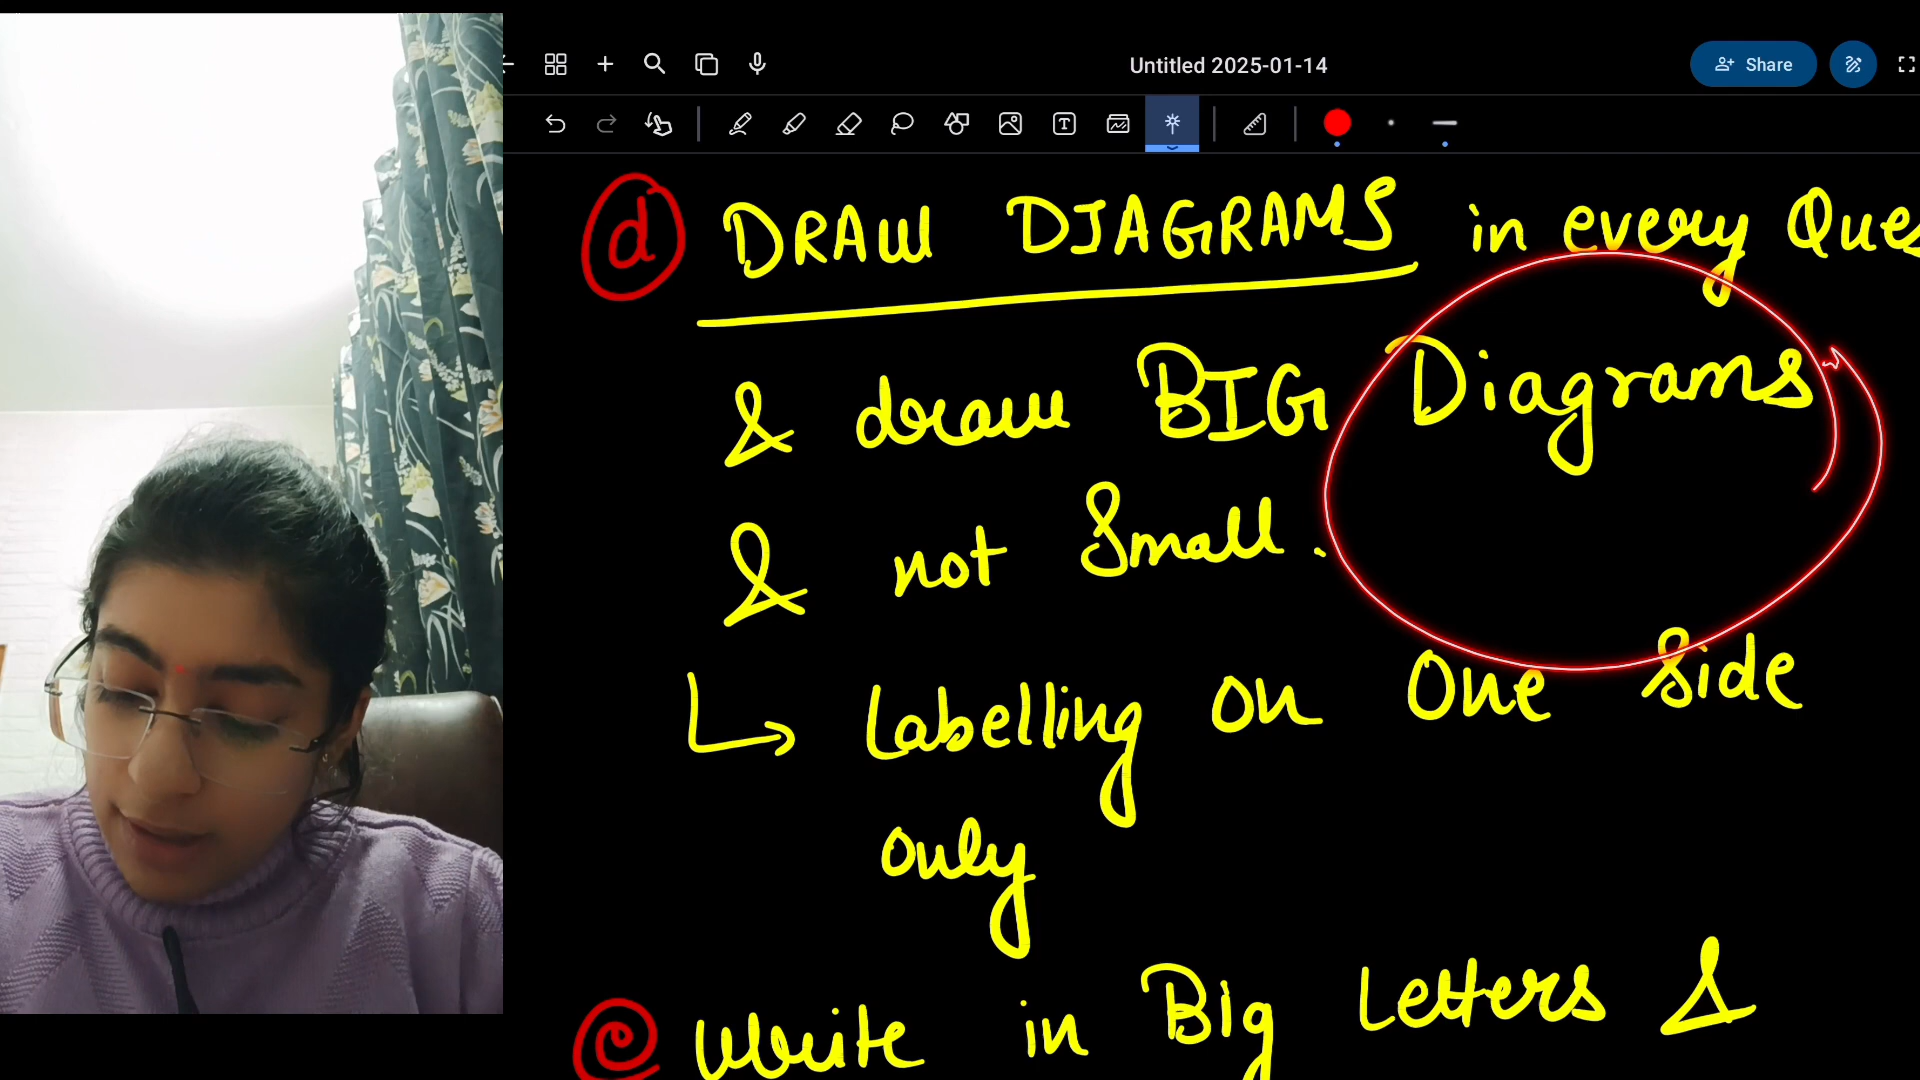 Untitled 2025-01-14
Share
d DRAW DIAGRAMS in every Ques
& draw BIG Diagrams
& not Small.
↳ Labelling on One Side
only
e Write in Big Letters &